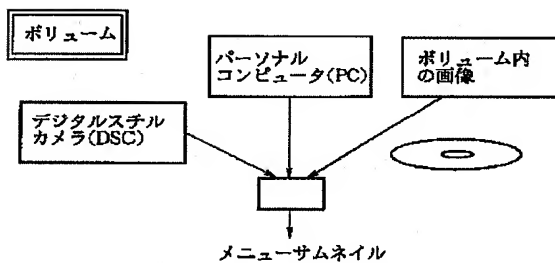 ボリューム
パーソナル
コンピュータ(PC)
ボリューム内
の画像
デジタルスチル
カメラ(DSC)
メニューサムネイル